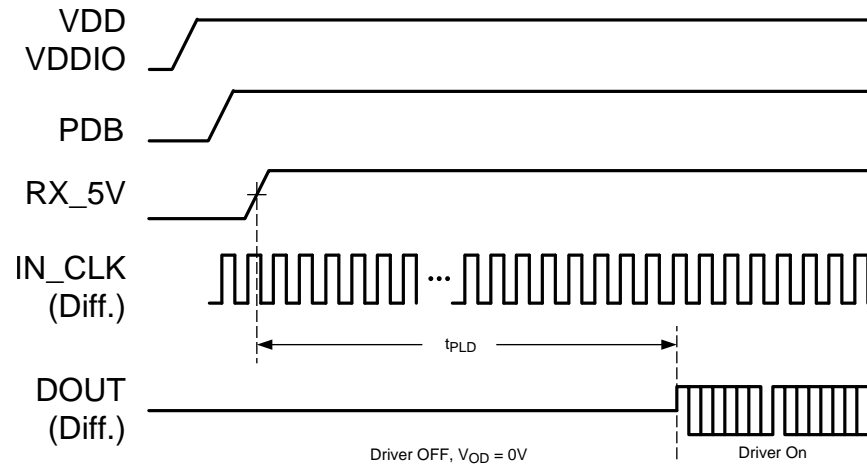 VDD
VDDIO
PDB
RX_5V
IN_CLK
(Diff.)
...
tPLD
DOUT
(Diff.)
Driver OFF, VOD = 0V
Driver On